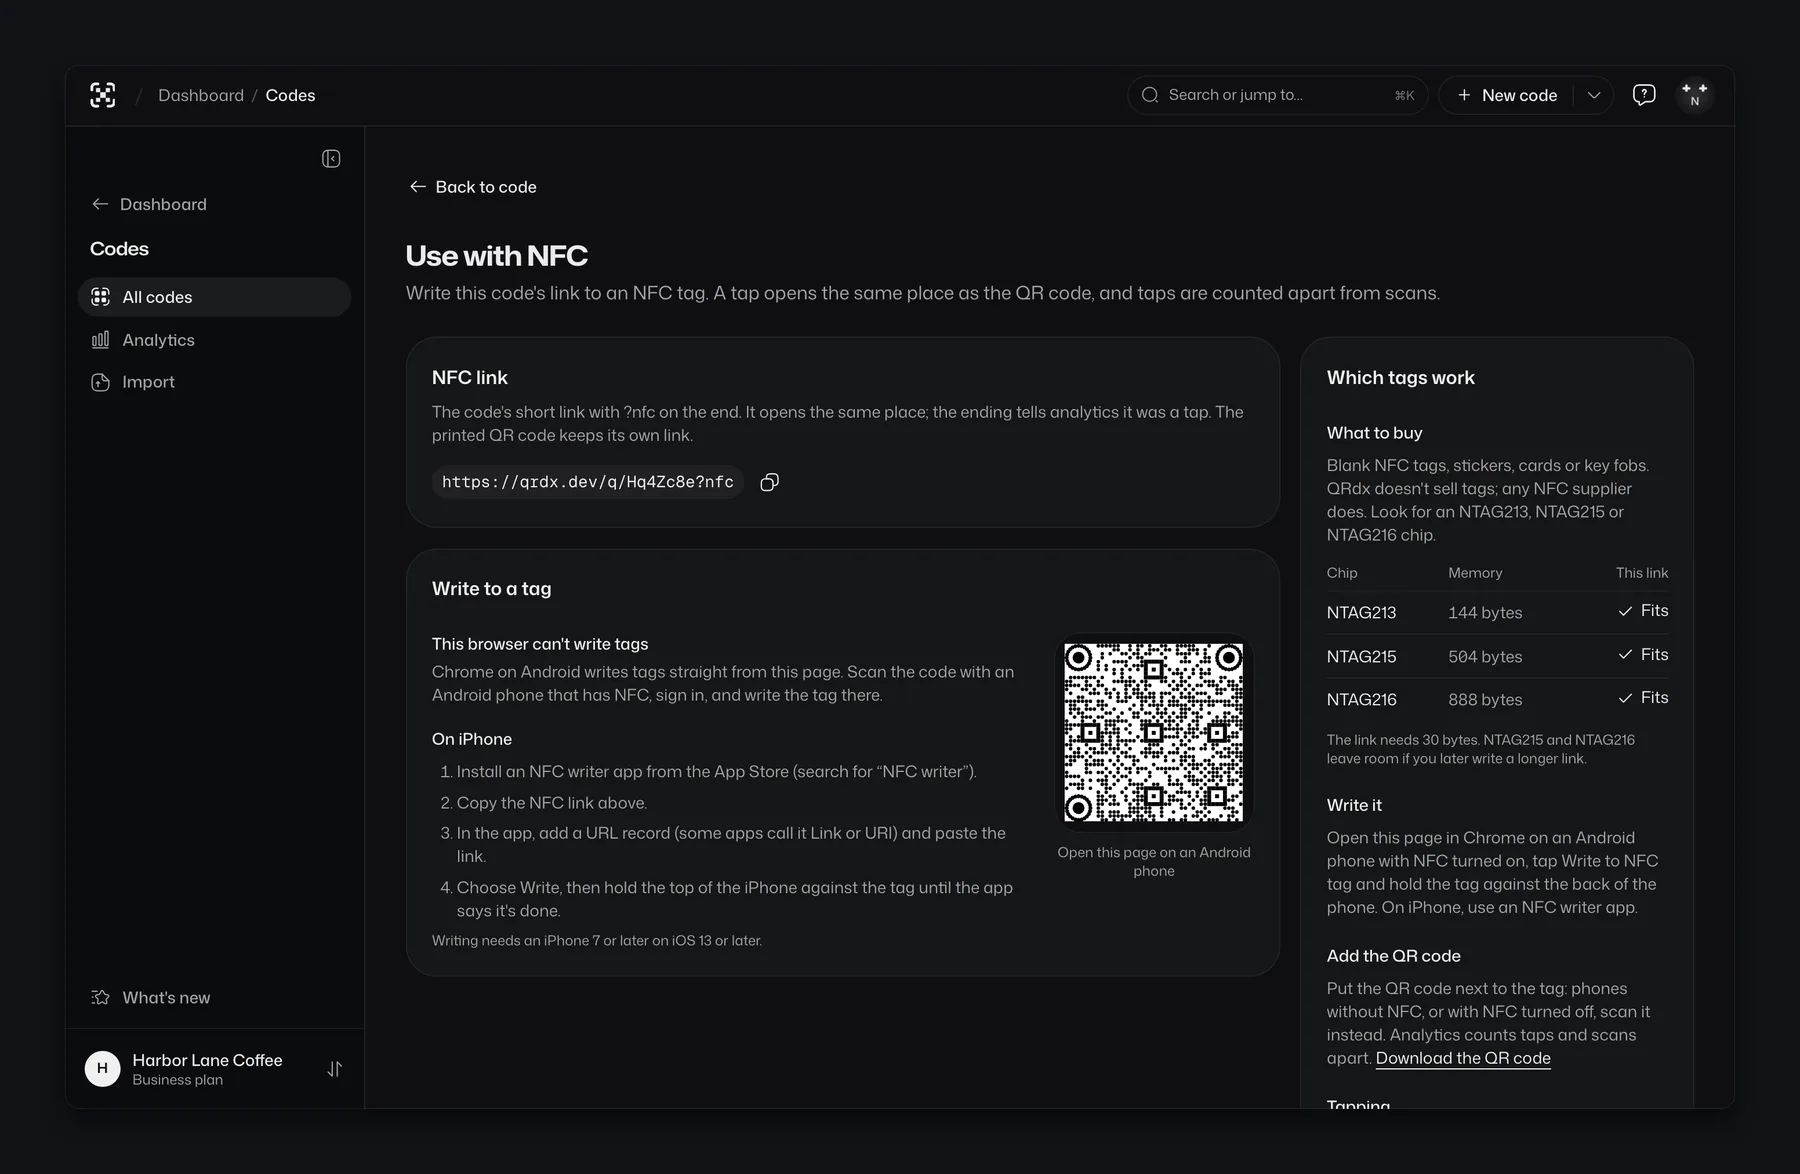 Dashboard / Codes
Search or jump to... ⌘K
+ New code
N
Dashboard
Codes
All codes
Analytics
Import
What's new
H
Harbor Lane Coffee
Business plan
Back to code
Use with NFC
Write this code's link to an NFC tag. A tap opens the same place as the QR code, and taps are counted apart from scans.
NFC link
The code's short link with ?nfc on the end. It opens the same place; the ending tells analytics it was a tap. The
printed QR code keeps its own link.
https://qrdx.dev/q/Hq4Zc8e?nfc
Write to a tag
This browser can't write tags
Chrome on Android writes tags straight from this page. Scan the code with an
Android phone that has NFC, sign in, and write the tag there.
On iPhone
1. Install an NFC writer app from the App Store (search for “NFC writer”).
2. Copy the NFC link above.
3. In the app, add a URL record (some apps call it Link or URI) and paste the
link.
4. Choose Write, then hold the top of the iPhone against the tag until the app
says it's done.
Writing needs an iPhone 7 or later on iOS 13 or later.
Open this page on an Android
phone
Which tags work
What to buy
Blank NFC tags, stickers, cards or key fobs.
QRdx doesn't sell tags; any NFC supplier
does. Look for an NTAG213, NTAG215 or
NTAG216 chip.
Chip Memory This link
NTAG213 144 bytes Fits
NTAG215 504 bytes Fits
NTAG216 888 bytes Fits
The link needs 30 bytes. NTAG215 and NTAG216
leave room if you later write a longer link.
Write it
Open this page in Chrome on an Android
phone with NFC turned on, tap Write to NFC
tag and hold the tag against the back of the
phone. On iPhone, use an NFC writer app.
Add the QR code
Put the QR code next to the tag: phones
without NFC, or with NFC turned off, scan it
instead. Analytics counts taps and scans
apart. Download the QR code
Tapping